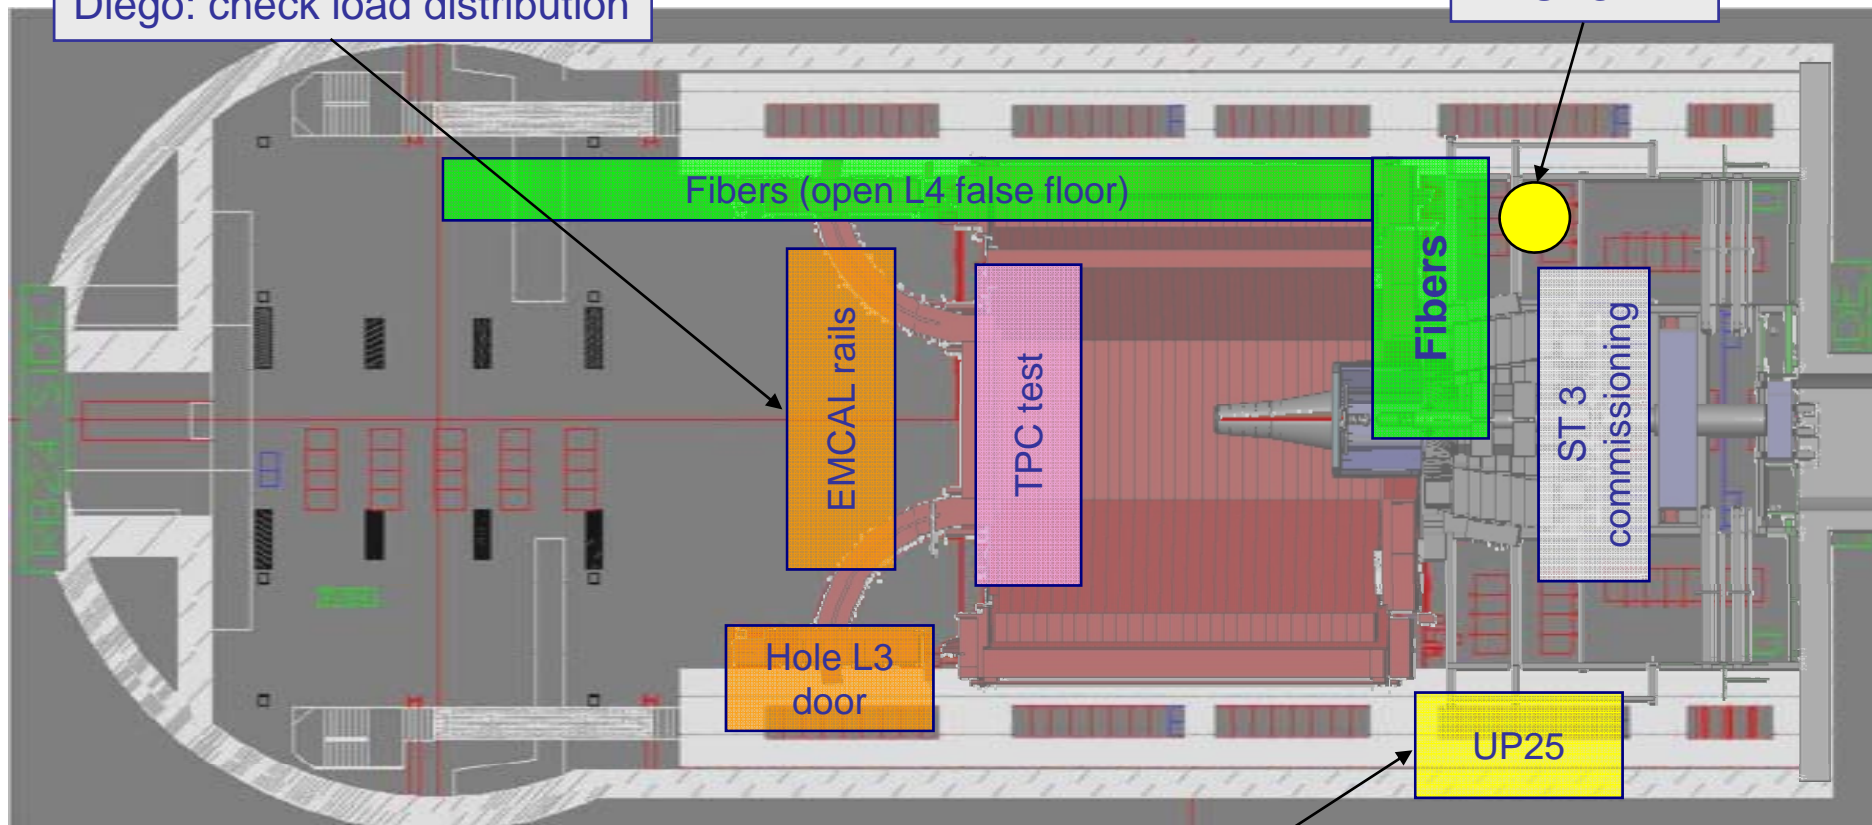 Diego: check load distribution
Fibers (open L4 false floor)
Fibers
EMCAL rails
TPC test
ST 3
commissioning
Hole L3
door
UP25